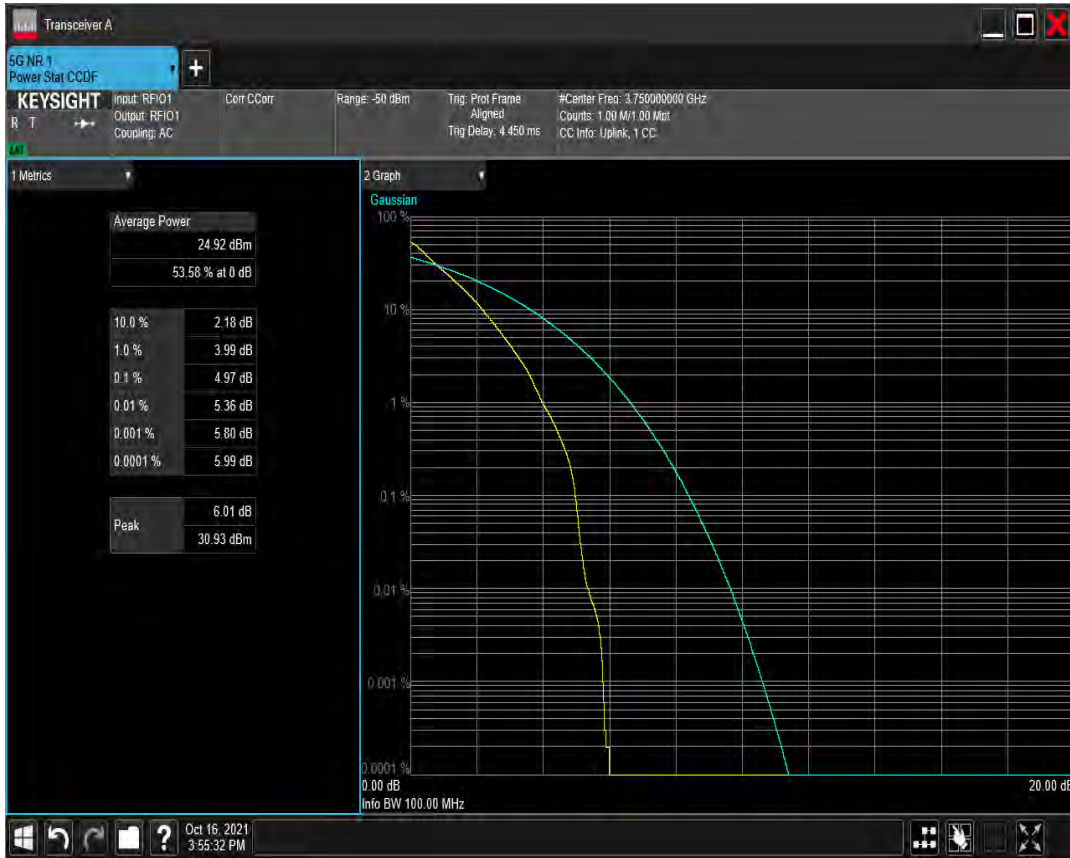 Transceiver A
5G NR 1
Power Stat CCDF
+
KEYSIGHT
R T
LXI
Input: RFIO1
Output: RFIO1
Coupling: AC
Corr CCorr
Range: -50 dBm
Trig: Prot Frame
Aligned
Trig Delay: 4.450 ms
#Center Freq: 3.750000000 GHz
Counts: 1.00 M/1.00 Mpt
CC Info: Uplink, 1 CC
1 Metrics
Average Power
24.92 dBm
53.58 % at 0 dB
10.0 % 2.18 dB
1.0 % 3.99 dB
0.1 % 4.97 dB
0.01 % 5.36 dB
0.001 % 5.80 dB
0.0001 % 5.99 dB
Peak
6.01 dB
30.93 dBm
2 Graph
Gaussian
100 %
10 %
1 %
0.1 %
0.01 %
0.001 %
0.0001 %
0.00 dB
20.00 dB
Info BW 100.00 MHz
?
Oct 16, 2021
3:55:32 PM